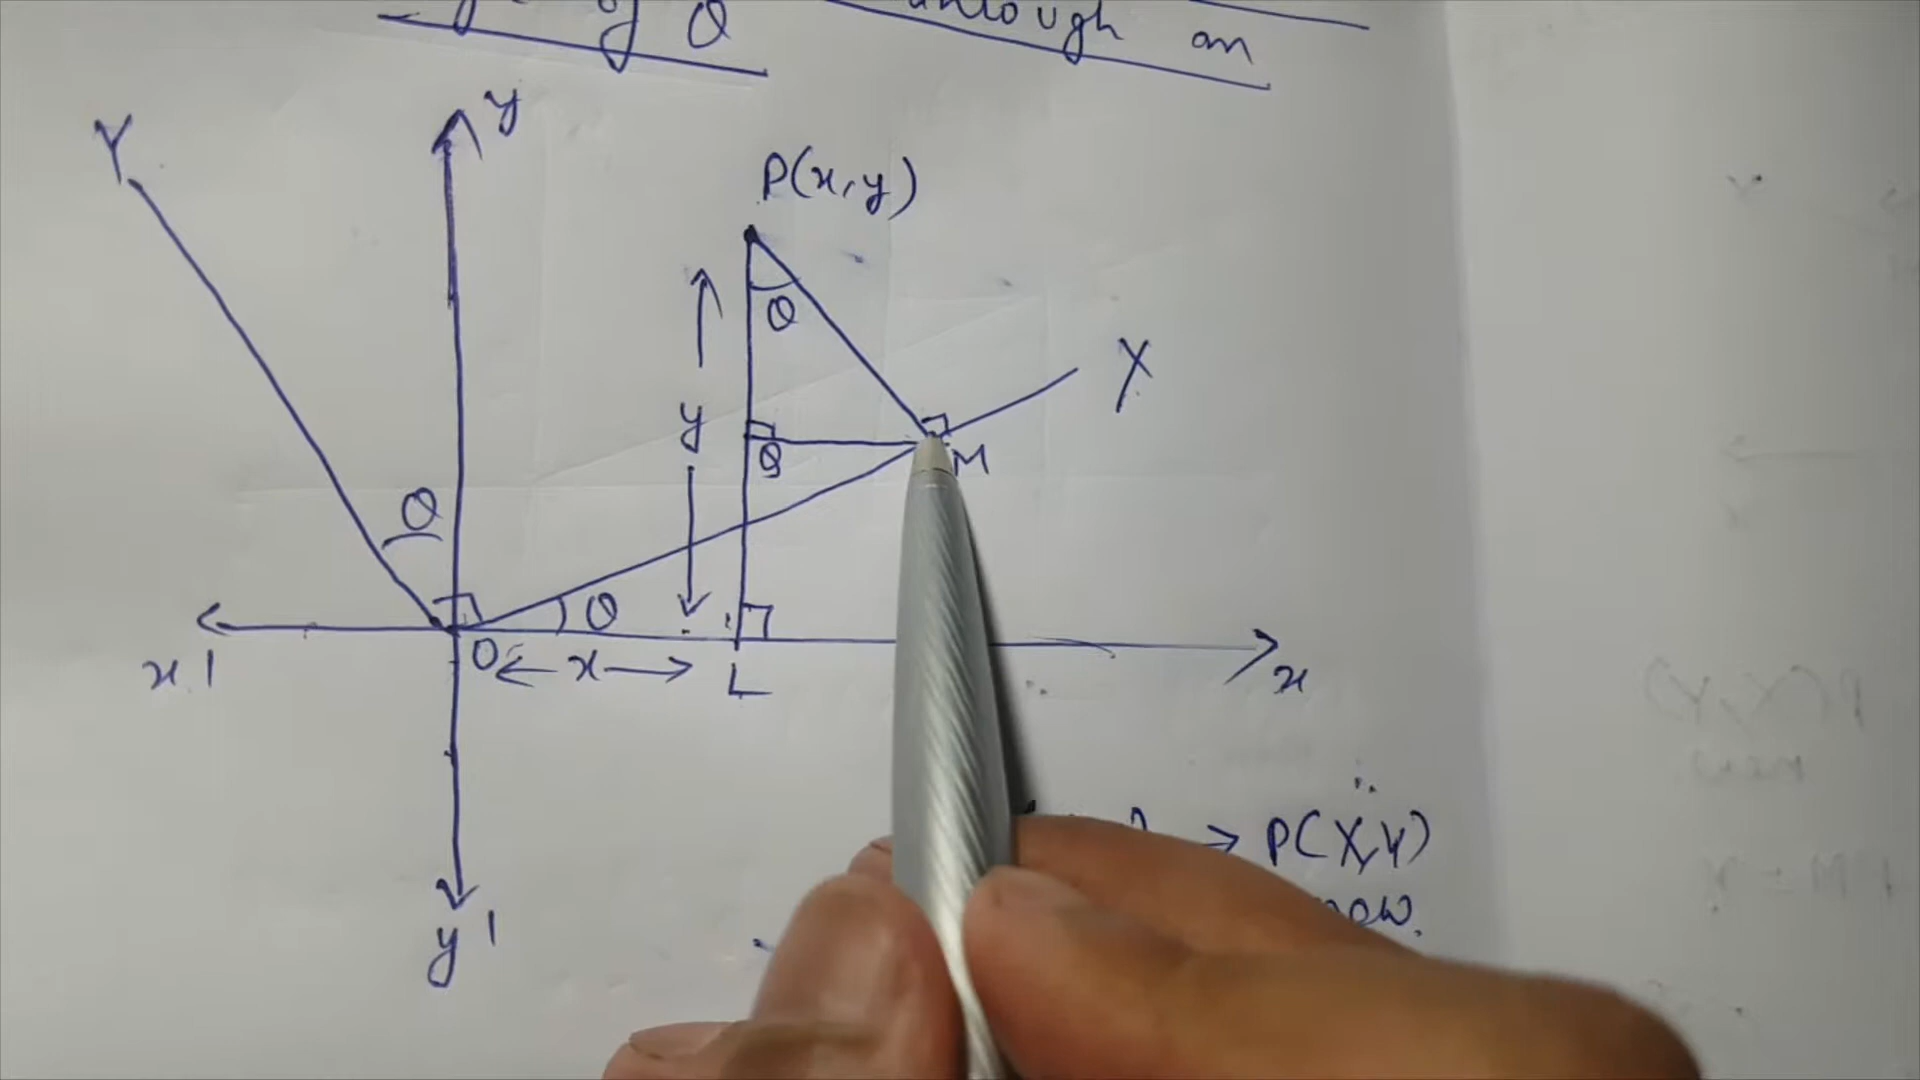 of θ through an
Y
y
P(x,y)
θ
X
y
Q
M
θ
θ
x'
O
x
L
x
P(X,Y)
now.
y'